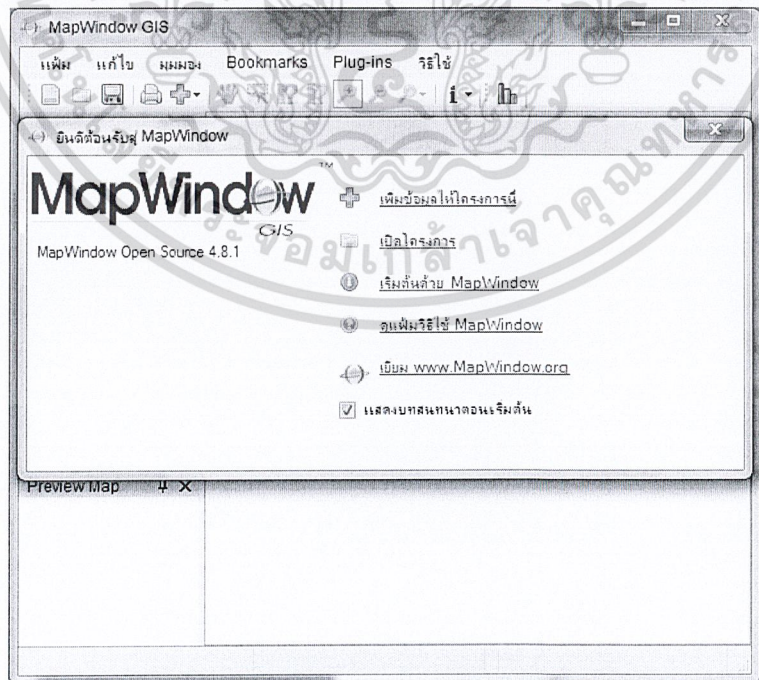 MapWindow GIS
แฟ้ม แก้ไข มุมมอง Bookmarks Plug-ins วิธีใช้
ยินดีต้อนรับสู่ MapWindow
MapWindow™
GIS
MapWindow Open Source 4.8.1
เพิ่มข้อมูลให้โครงการนี้
เปิดโครงการ
เริ่มต้นด้วย MapWindow
ดูแฟ้มวิธีใช้ MapWindow
เยี่ยม www.MapWindow.org
แสดงบทสนทนาตอนเริ่มต้น
Preview Map